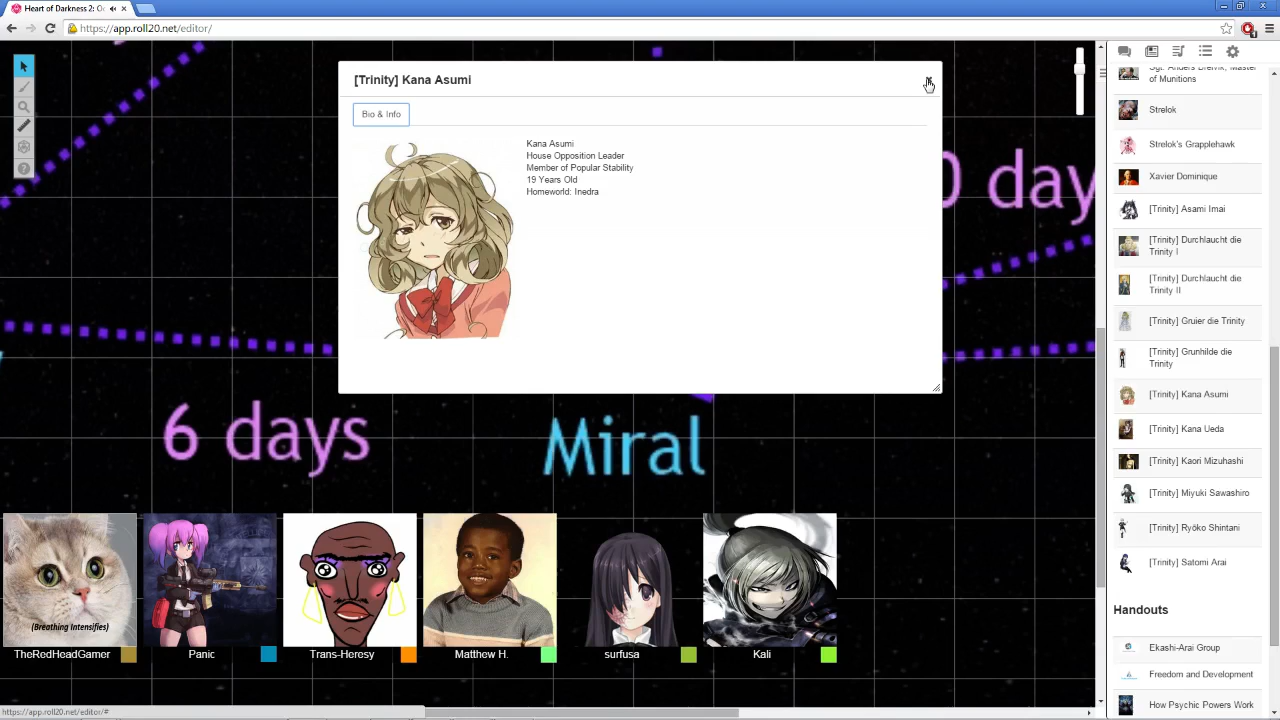 Heart of Darkness 2: Oc
https://app.roll20.net/editor/
[Trinity] Kana Asumi
Bio & Info
Kana Asumi
House Opposition Leader
Member of Popular Stability
19 Years Old
Homeworld: Inedra
0 day
6 days
Miral
(Breathing Intensifies)
TheRedHeadGamer
Panic
Trans-Heresy
Matthew H.
surfusa
Kali
https://app.roll20.net/editor/#
Sgt. Anders Breivik, Master
of Munitions
Strelok
Strelok's Grapplehawk
Xavier Dominique
[Trinity] Asami Imai
[Trinity] Durchlaucht die
Trinity I
[Trinity] Durchlaucht die
Trinity II
[Trinity] Gruier die Trinity
[Trinity] Grunhilde die
Trinity
[Trinity] Kana Asumi
[Trinity] Kana Ueda
[Trinity] Kaori Mizuhashi
[Trinity] Miyuki Sawashiro
[Trinity] Ryōko Shintani
[Trinity] Satomi Arai
Handouts
Ekashi-Arai Group
Freedom and Development
How Psychic Powers Work